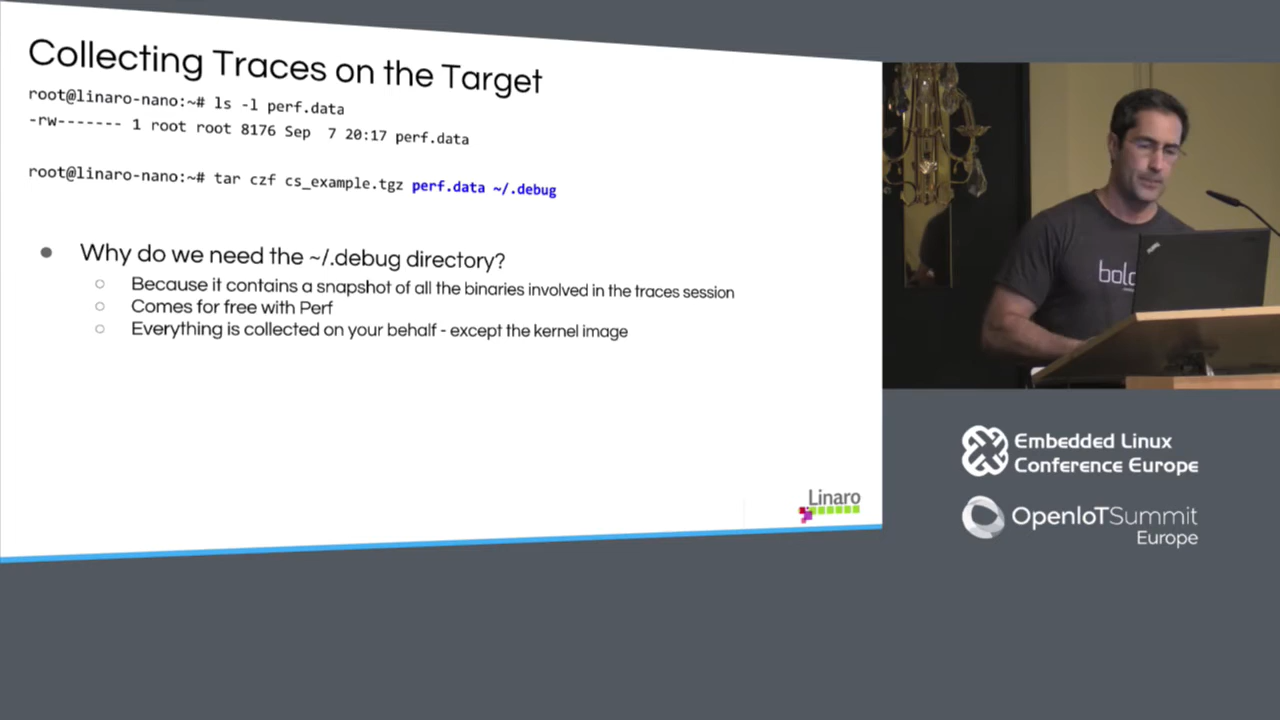 Collecting Traces on the Target
root@linaro-nano:~# ls -l perf.data
-rw------- 1 root root 8176 Sep  7 20:17 perf.data
root@linaro-nano:~# tar czf cs_example.tgz perf.data ~/.debug
Why do we need the ~/.debug directory?
Because it contains a snapshot of all the binaries involved in the traces session
Comes for free with Perf
Everything is collected on your behalf - except the kernel image
Linaro
Embedded Linux
Conference Europe
OpenIoTSummit
Europe